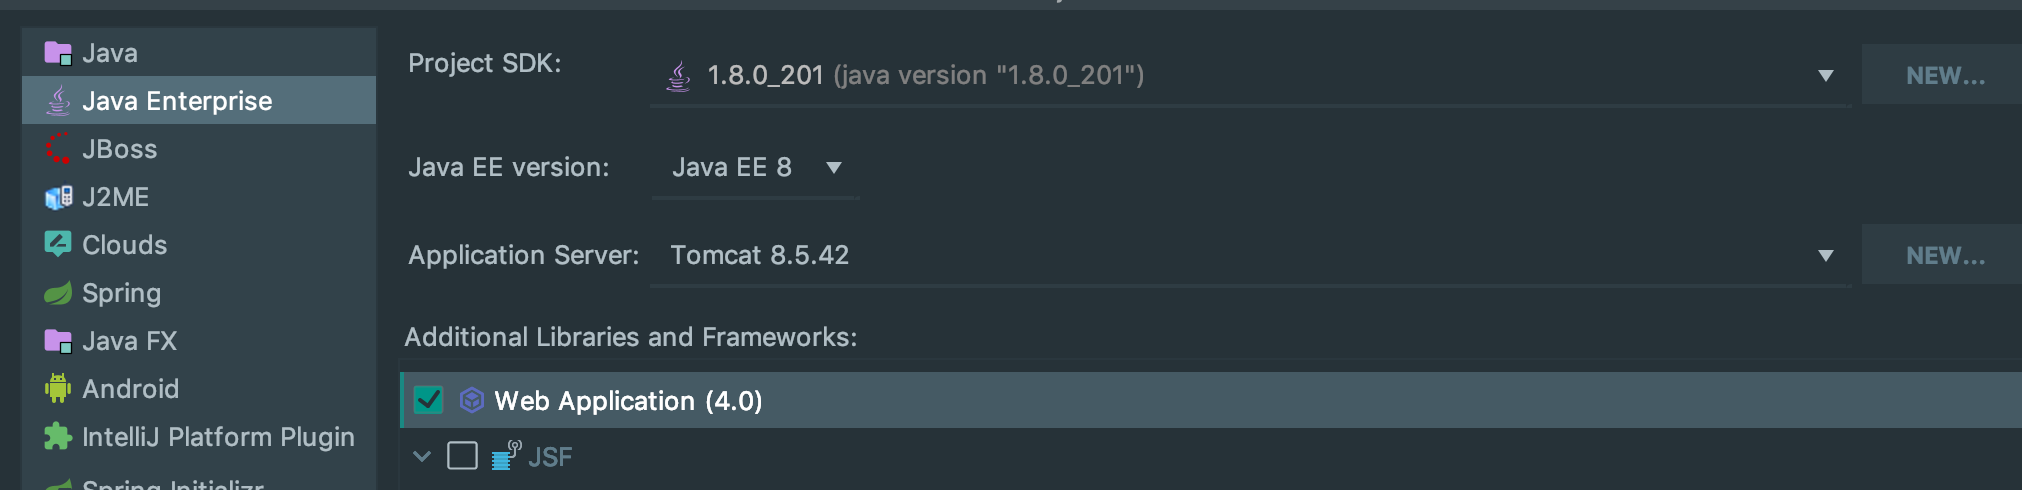 Java
Java Enterprise
JBoss
J2ME
Clouds
Spring
Java FX
Android
IntelliJ Platform Plugin
Spring Initializr
Project SDK:
1.8.0_201 (java version "1.8.0_201")
NEW...
Java EE version:
Java EE 8
Application Server:
Tomcat 8.5.42
NEW...
Additional Libraries and Frameworks:
Web Application (4.0)
JSF